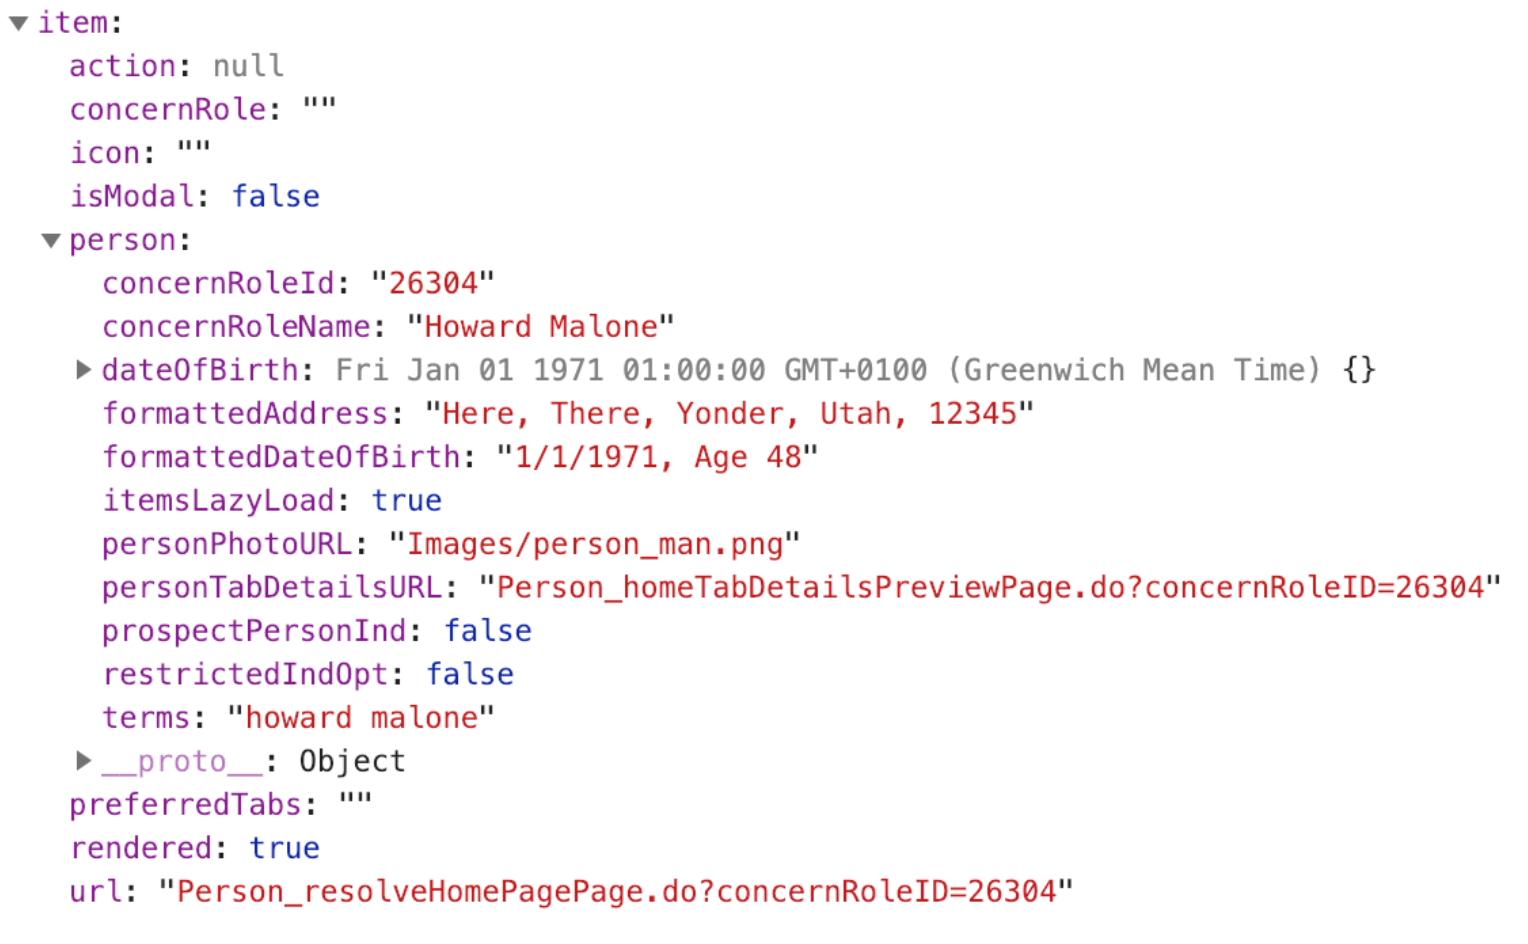 item:
action: null
concernRole: ""
icon: ""
isModal: false
person:
concernRoleId: "26304"
concernRoleName: "Howard Malone"
dateOfBirth: Fri Jan 01 1971 01:00:00 GMT+0100 (Greenwich Mean Time) {}
formattedAddress: "Here, There, Yonder, Utah, 12345"
formattedDateOfBirth: "1/1/1971, Age 48"
itemsLazyLoad: true
personPhotoURL: "Images/person_man.png"
personTabDetailsURL: "Person_homeTabDetailsPreviewPage.do?concernRoleID=26304"
prospectPersonInd: false
restrictedIndOpt: false
terms: "howard malone"
__proto__: Object
preferredTabs: ""
rendered: true
url: "Person_resolveHomePagePage.do?concernRoleID=26304"